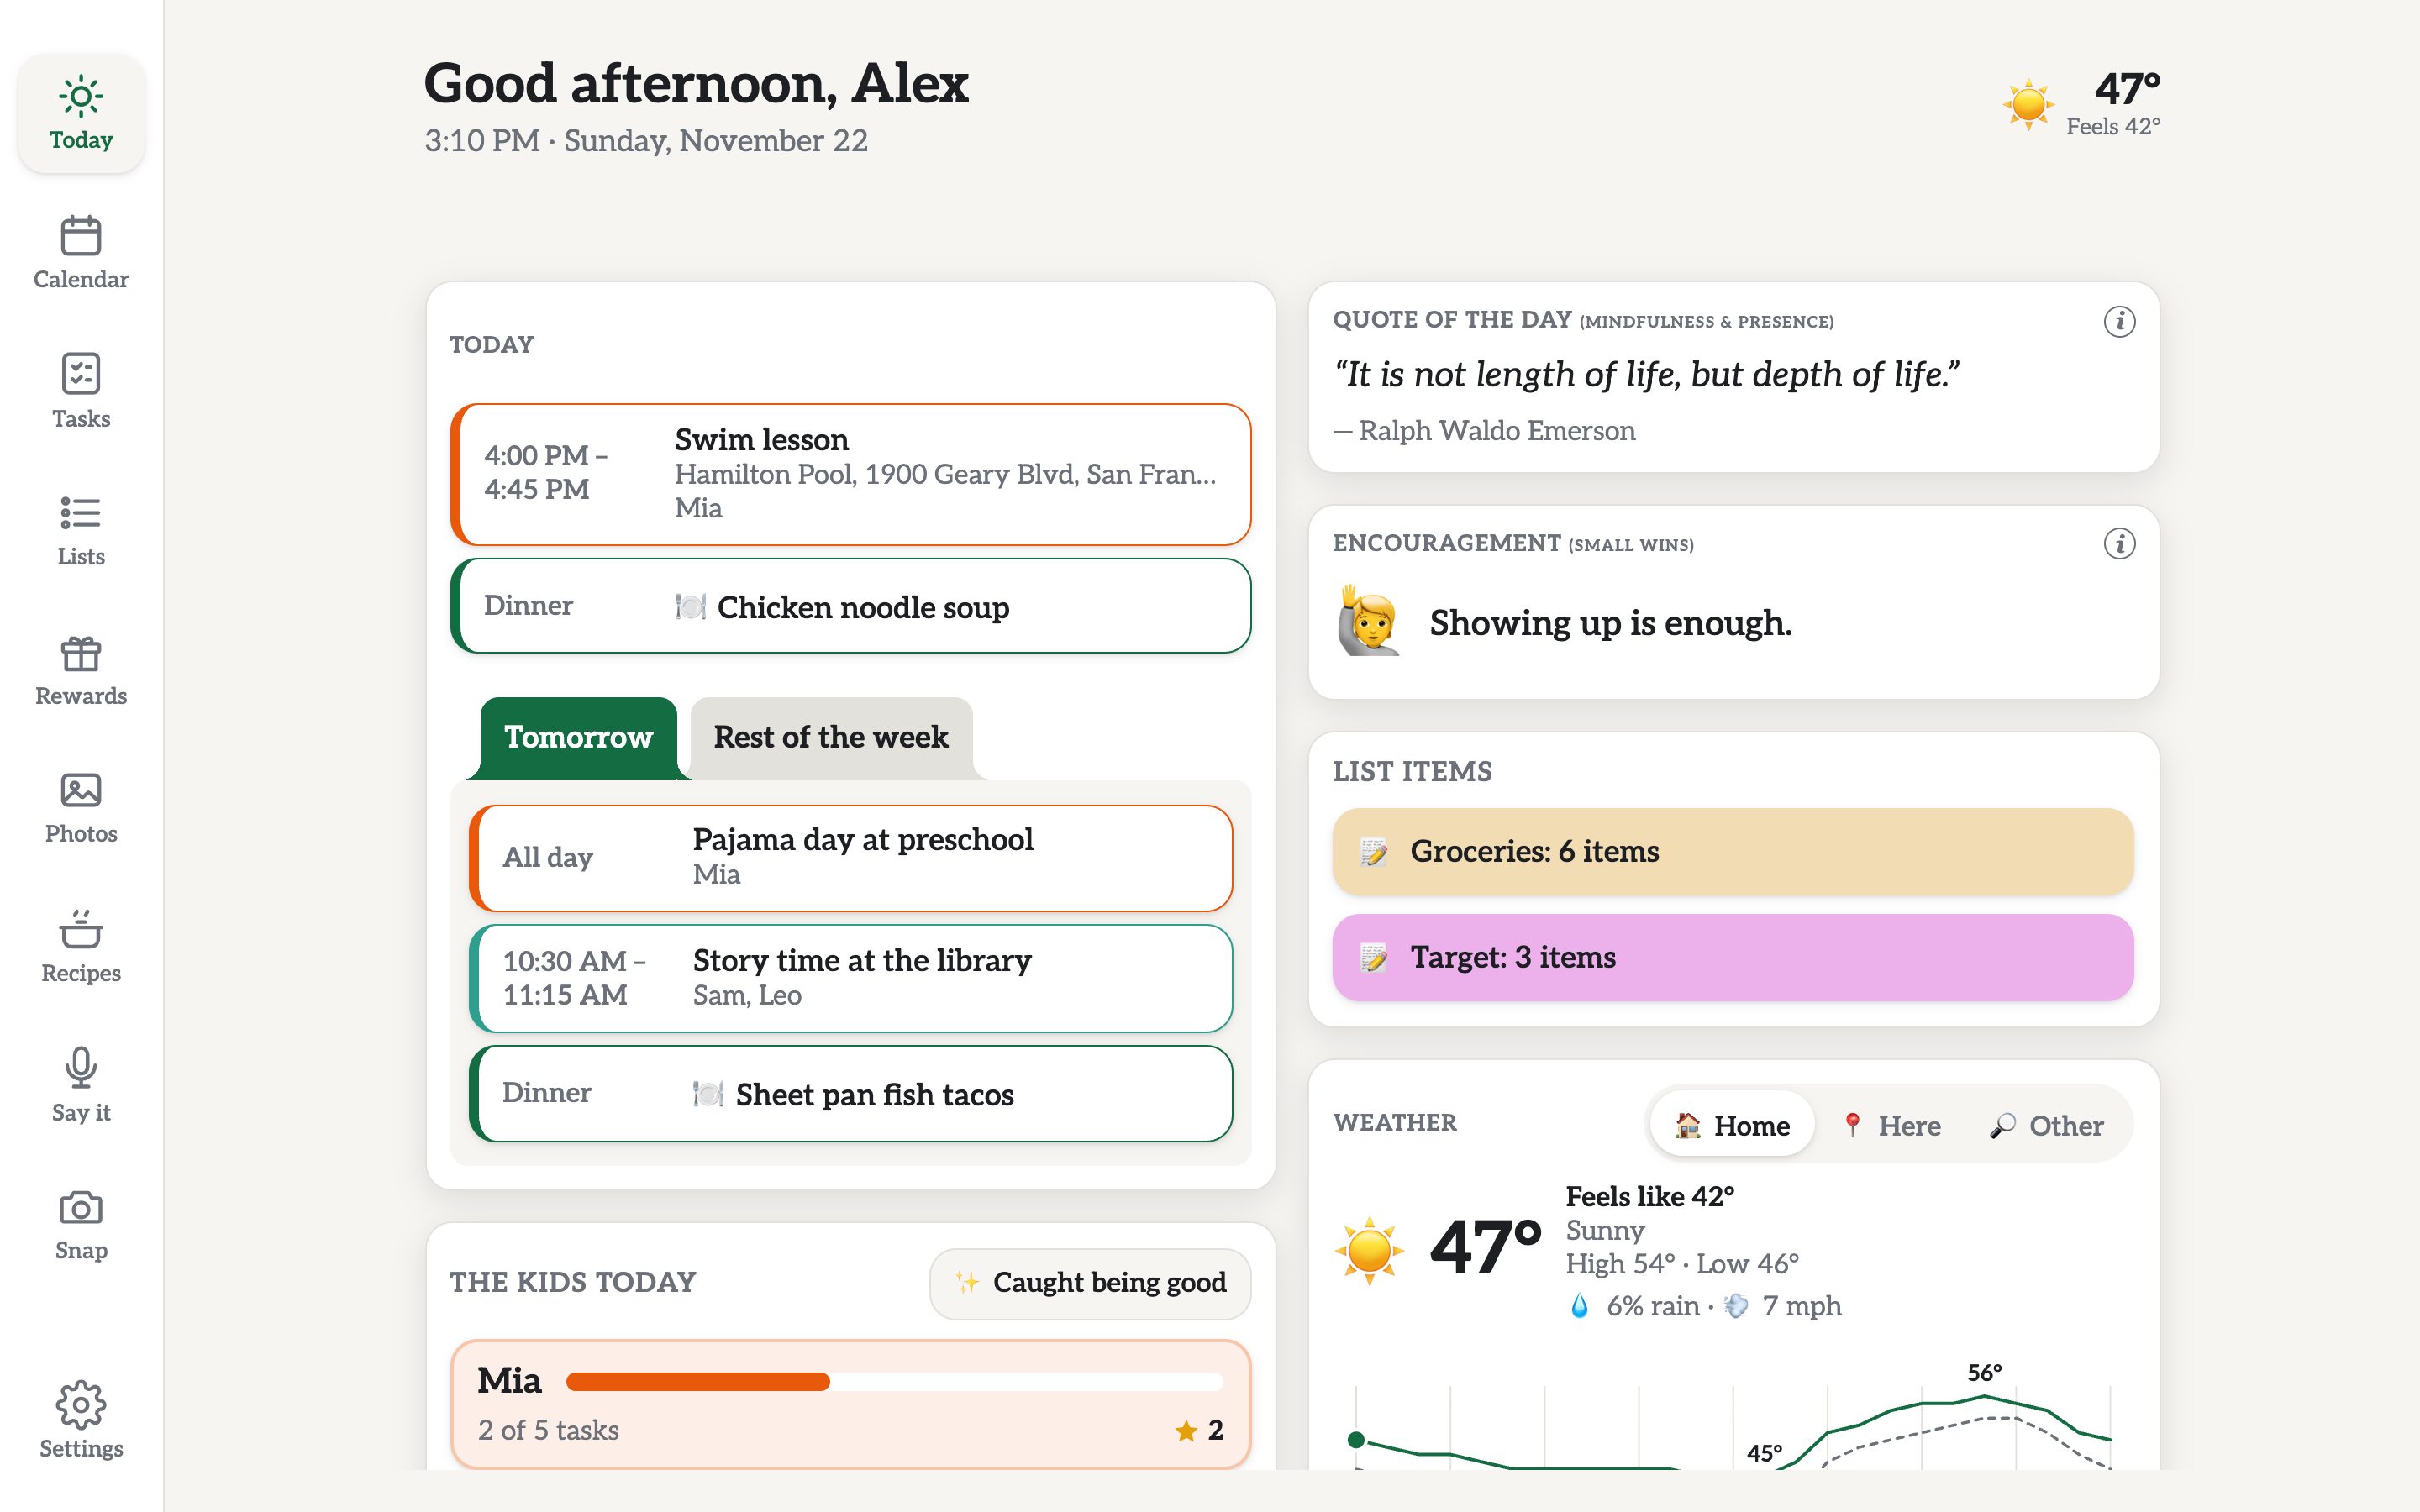 Today
Calendar
Tasks
Lists
Rewards
Photos
Recipes
Say it
Snap
Settings
Good afternoon, Alex
3:10 PM · Sunday, November 22
47°
Feels 42°
TODAY
4:00 PM –
4:45 PM
Swim lesson
Hamilton Pool, 1900 Geary Blvd, San Fran...
Mia
Dinner
Chicken noodle soup
Tomorrow
Rest of the week
All day
Pajama day at preschool
Mia
10:30 AM –
11:15 AM
Story time at the library
Sam, Leo
Dinner
Sheet pan fish tacos
THE KIDS TODAY
Caught being good
Mia
2 of 5 tasks
2
QUOTE OF THE DAY (MINDFULNESS & PRESENCE)
“It is not length of life, but depth of life.”
— Ralph Waldo Emerson
ENCOURAGEMENT (SMALL WINS)
Showing up is enough.
LIST ITEMS
Groceries: 6 items
Target: 3 items
WEATHER
Home
Here
Other
47°
Feels like 42°
Sunny
High 54° · Low 46°
6% rain · 7 mph
56°
45°